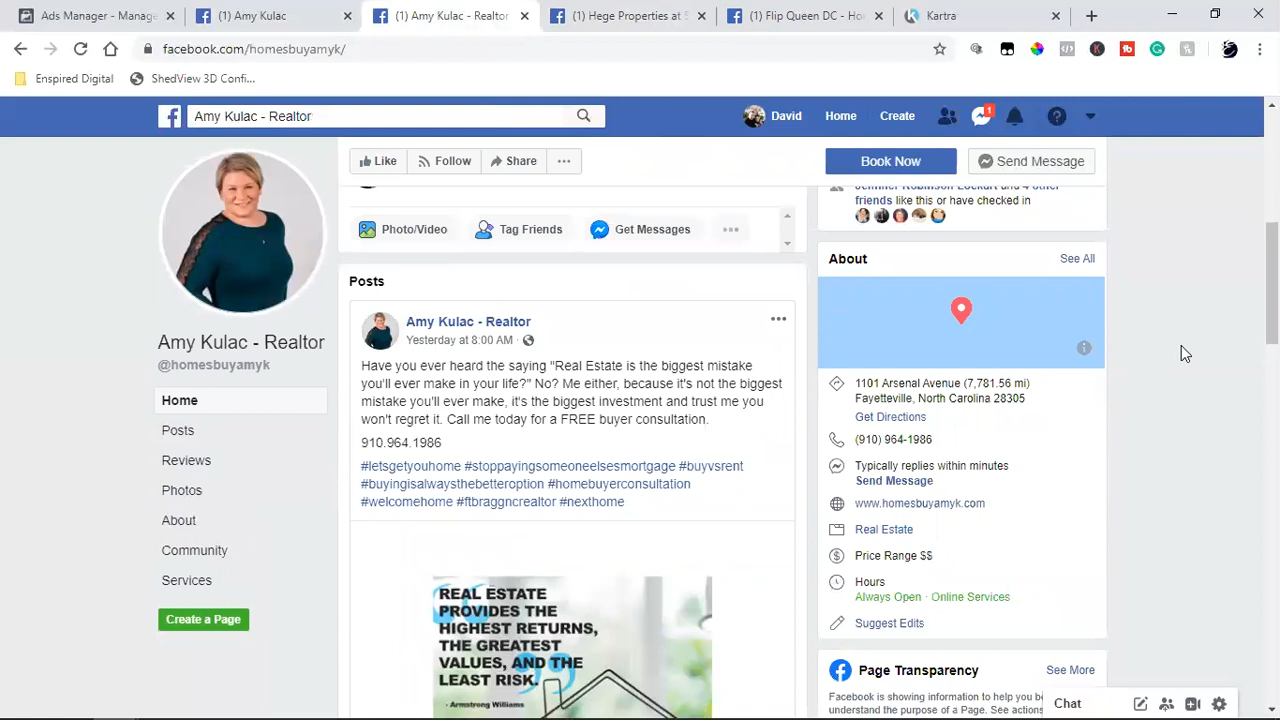 Ads Manager - Manage
(1) Amy Kulac
(1) Amy Kulac - Realtor
(1) Hege Properties at S
(1) Flip Queen DC - Ho
Kartra
facebook.com/homesbuyamyk/
Enspired Digital
ShedView 3D Confi...
Amy Kulac - Realtor
David
Home
Create
1
Like
Follow
Share
Book Now
Send Message
Amy Kulac - Realtor
@homesbuyamyk
Home
Posts
Reviews
Photos
About
Community
Services
Create a Page
Photo/Video
Tag Friends
Get Messages
Posts
Amy Kulac - Realtor
Yesterday at 8:00 AM
Have you ever heard the saying "Real Estate is the biggest mistake
you'll ever make in your life?" No? Me either, because it's not the biggest
mistake you'll ever make, it's the biggest investment and trust me you
won't regret it. Call me today for a FREE buyer consultation.
910.964.1986
#letsgetyouhome #stoppayingsomeoneelsesmortgage #buyvsrent
#buyingisalwaysthebetteroption #homebuyerconsultation
#welcomehome #ftbraggncrealtor #nexthome
REAL ESTATE
PROVIDES THE
HIGHEST RETURNS,
THE GREATEST
VALUES, AND THE
LEAST RISK.
- Armstrong Williams
Jennifer Robinson Lockart and 4 other
friends like this or have checked in
About
See All
1101 Arsenal Avenue (7,781.56 mi)
Fayetteville, North Carolina 28305
Get Directions
(910) 964-1986
Typically replies within minutes
Send Message
www.homesbuyamyk.com
Real Estate
Price Range $$
Hours
Always Open · Online Services
Suggest Edits
Page Transparency
See More
Facebook is showing information to help you be
understand the purpose of a Page. See actions
Chat